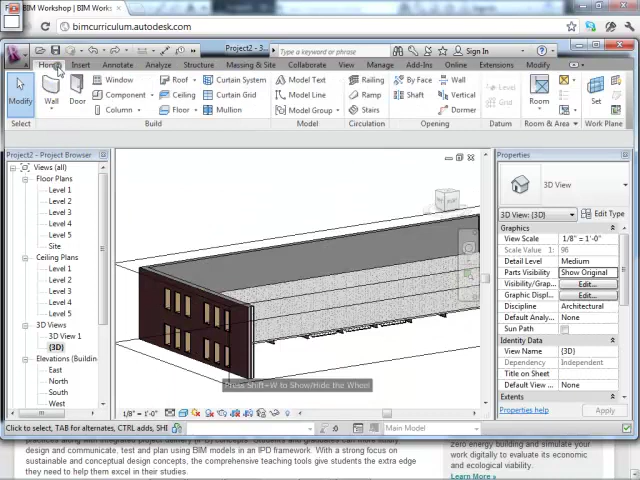 BIM Workshop | BIM Works
bimcurriculum.autodesk.com
Project2 - 3...
Type a keyword or phrase
Sign In
Home Insert Annotate Analyze Structure Massing & Site Collaborate View Manage Add-Ins Online Extensions Modify
Modify Wall Door Window Component Column Roof Ceiling Floor Curtain System Curtain Grid Mullion Model Text Model Line Model Group Railing Ramp Stairs By Face Shaft Wall Vertical Dormer Level Grid Room Set
Select Build Model Circulation Opening Datum Room & Area Work Plane
Project2 - Project Browser
Views (all)
Floor Plans
Level 1
Level 2
Level 3
Level 4
Level 5
Site
Ceiling Plans
Level 1
Level 2
Level 3
Level 4
Level 5
3D Views
3D View 1
{3D}
Elevations (Building
East
North
South
West
Press Shift+W to Show/Hide the Wheel
1/8" = 1'-0"
Properties
3D View
3D View: {3D}
Edit Type
Graphics
View Scale 1/8" = 1'-0"
Scale Value 1: 96
Detail Level Medium
Parts Visibility Show Original
Visibility/Grap... Edit...
Graphic Displ... Edit...
Discipline Architectural
Default Analy... None
Sun Path
Identity Data
View Name {3D}
Dependency Independent
Title on Sheet
Default View ... None
Extents
Properties help
Apply
Click to select, TAB for alternates, CTRL adds, SHI
:0
Main Model
design and communicate, test and plan using BIM models in an IPD framework. With a strong focus on
sustainable and conceptual design concepts, the comprehensive teaching tools give students the extra edge
they need to help them excel in their studies.
zero energy building and simulate your
work digitally to evaluate its economic
and ecological viability.
Learn More »